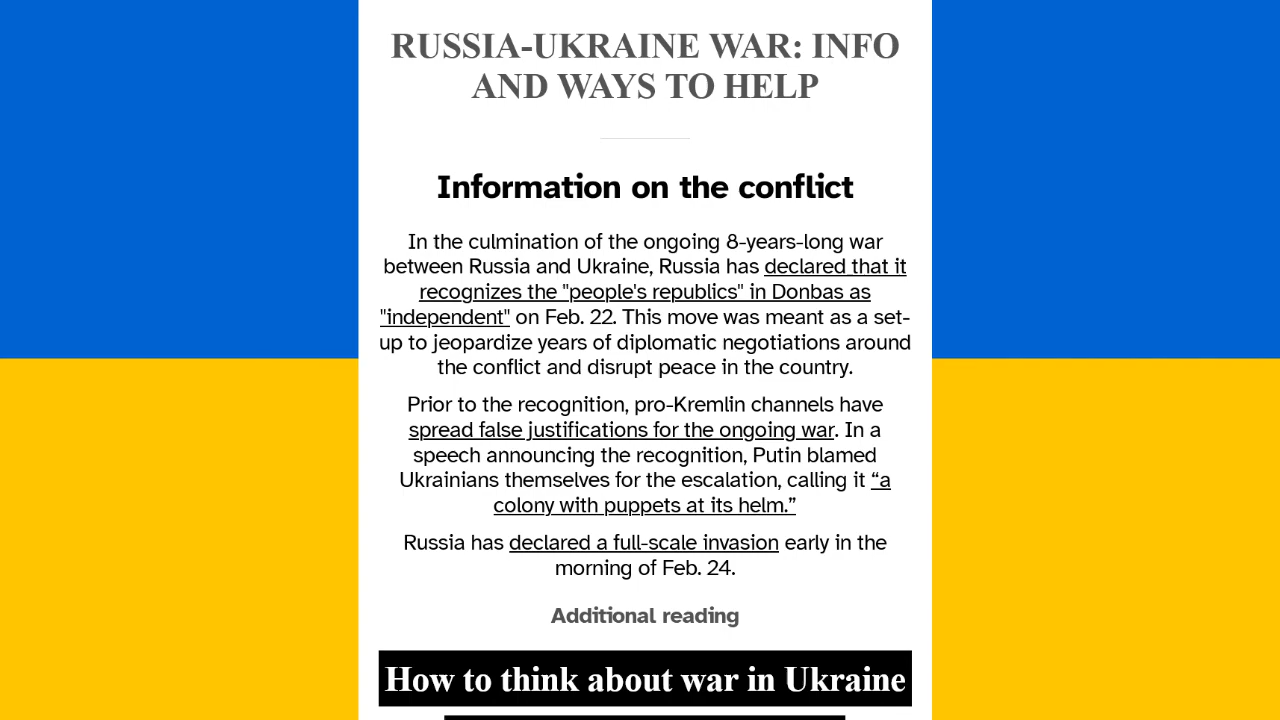 RUSSIA-UKRAINE WAR: INFO
AND WAYS TO HELP
Information on the conflict
In the culmination of the ongoing 8-years-long war
between Russia and Ukraine, Russia has declared that it
recognizes the "people's republics" in Donbas as
"independent" on Feb. 22. This move was meant as a set-
up to jeopardize years of diplomatic negotiations around
the conflict and disrupt peace in the country.
Prior to the recognition, pro-Kremlin channels have
spread false justifications for the ongoing war. In a
speech announcing the recognition, Putin blamed
Ukrainians themselves for the escalation, calling it “a
colony with puppets at its helm.”
Russia has declared a full-scale invasion early in the
morning of Feb. 24.
Additional reading
How to think about war in Ukraine